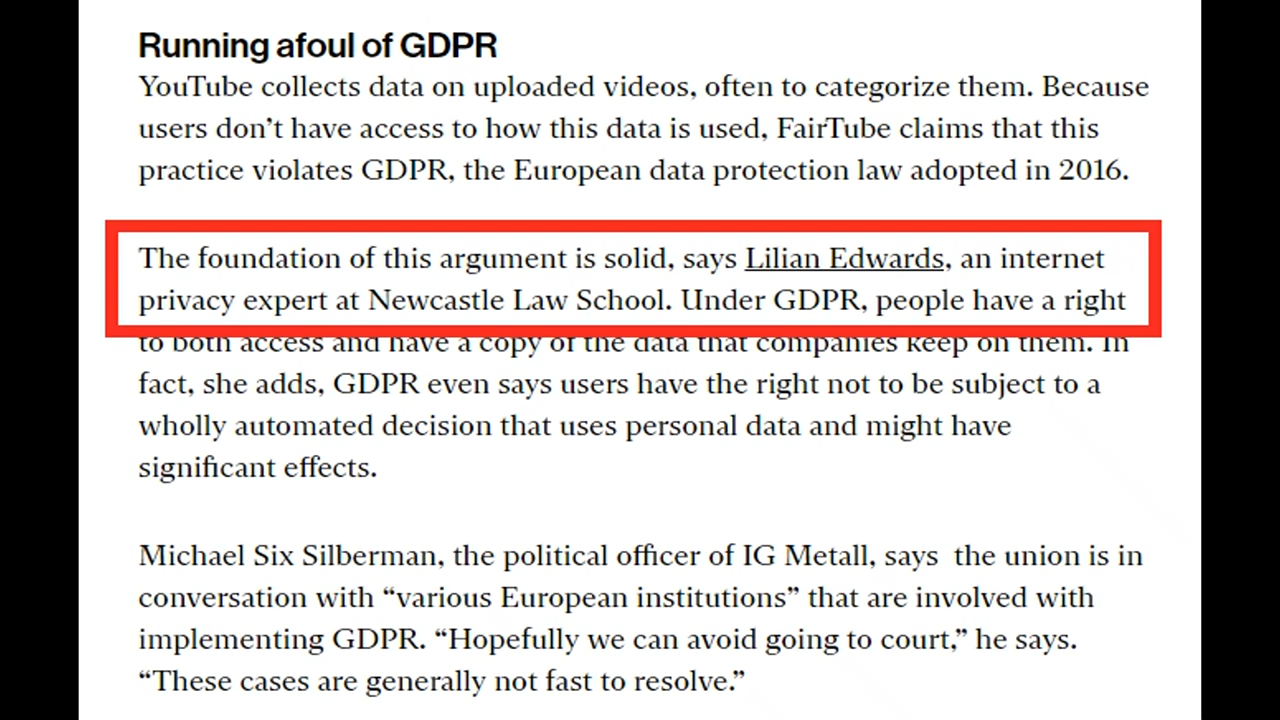 Running afoul of GDPR
YouTube collects data on uploaded videos, often to categorize them. Because
users don’t have access to how this data is used, FairTube claims that this
practice violates GDPR, the European data protection law adopted in 2016.
The foundation of this argument is solid, says Lilian Edwards, an internet
privacy expert at Newcastle Law School. Under GDPR, people have a right
to both access and have a copy of the data that companies keep on them. In
fact, she adds, GDPR even says users have the right not to be subject to a
wholly automated decision that uses personal data and might have
significant effects.
Michael Six Silberman, the political officer of IG Metall, says  the union is in
conversation with “various European institutions” that are involved with
implementing GDPR. “Hopefully we can avoid going to court,” he says.
“These cases are generally not fast to resolve.”